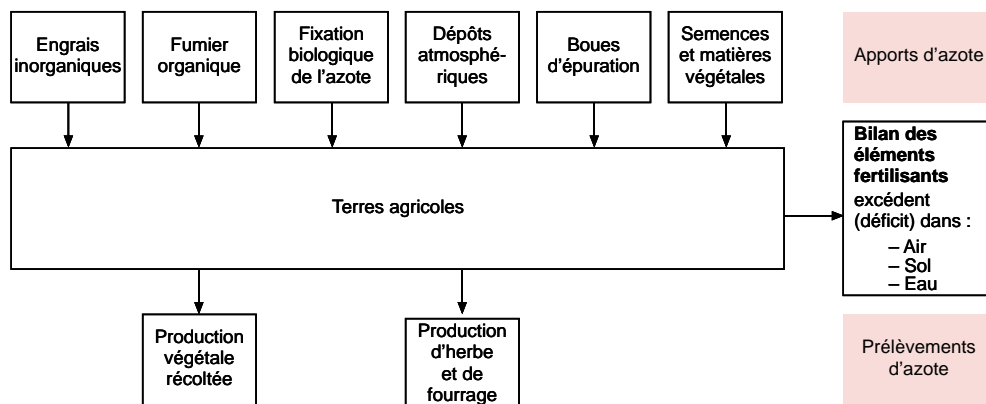 Engrais
inorganiques
Fumier
organique
Fixation
biologique
de l'azote
Dépôts
atmosphé-
riques
Boues
d'épuration
Semences
et matières
végétales
Apports d'azote
Terres agricoles
Bilan des
éléments
fertilisants
excédent
(déficit) dans :
– Air
– Sol
– Eau
Production
végétale
récoltée
Production
d'herbe
et de
fourrage
Prélèvements
d'azote